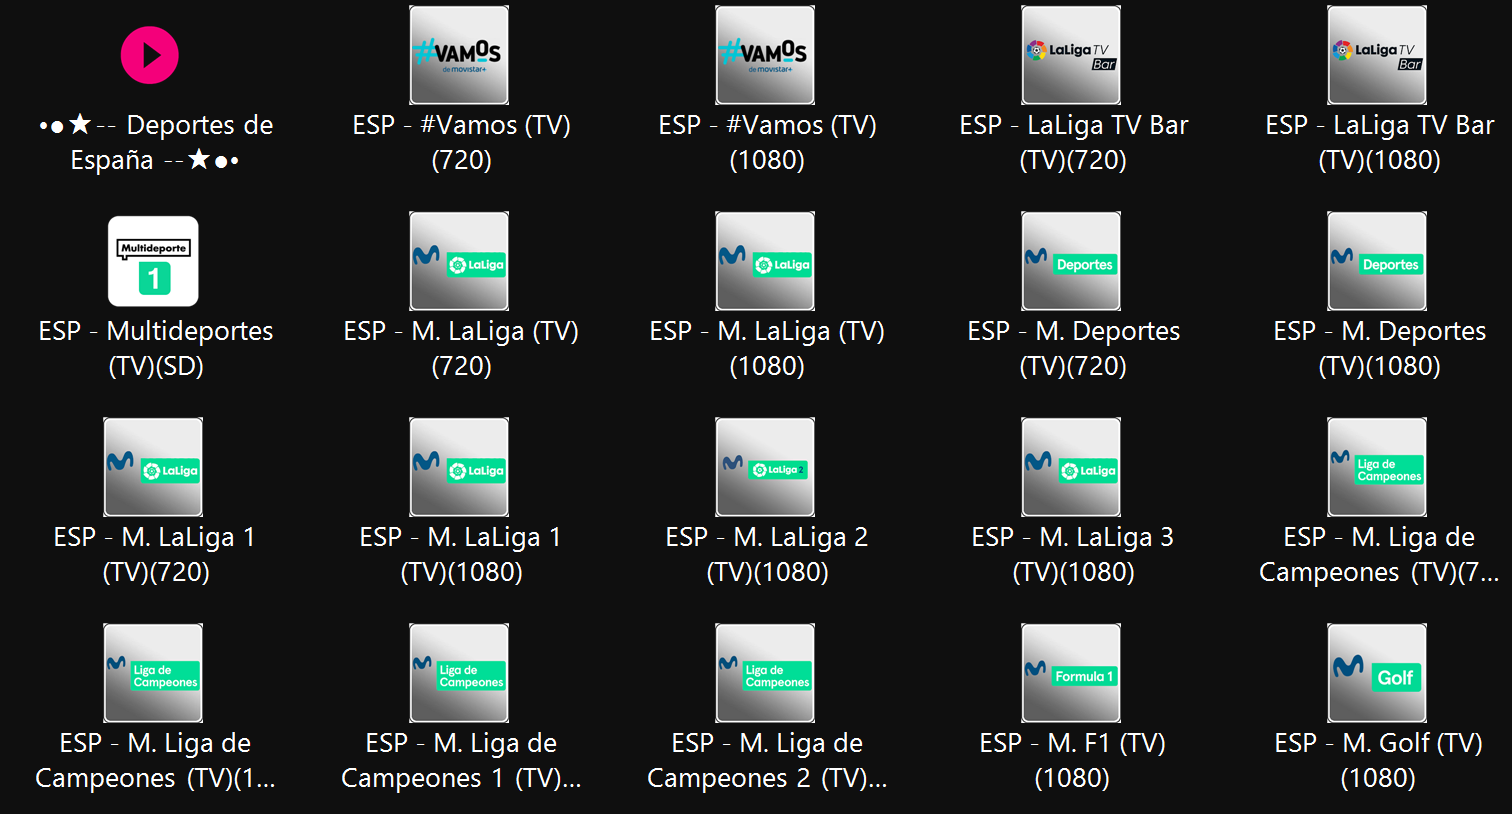 #VAMOS
de movistar+
#VAMOS
de movistar+
LaLiga TV
Bar
LaLiga TV
Bar
•●★-- Deportes de
España --★●•
ESP - #Vamos (TV)
(720)
ESP - #Vamos (TV)
(1080)
ESP - LaLiga TV Bar
(TV)(720)
ESP - LaLiga TV Bar
(TV)(1080)
Multideporte
1
LaLiga
LaLiga
Deportes
Deportes
ESP - Multideportes
(TV)(SD)
ESP - M. LaLiga (TV)
(720)
ESP - M. LaLiga (TV)
(1080)
ESP - M. Deportes
(TV)(720)
ESP - M. Deportes
(TV)(1080)
LaLiga
LaLiga
LaLiga 2
LaLiga
Liga de
Campeones
ESP - M. LaLiga 1
(TV)(720)
ESP - M. LaLiga 1
(TV)(1080)
ESP - M. LaLiga 2
(TV)(1080)
ESP - M. LaLiga 3
(TV)(1080)
ESP - M. Liga de
Campeones (TV)(7...
Liga de
Campeones
Liga de
Campeones
Liga de
Campeones
Formula 1
Golf
ESP - M. Liga de
Campeones (TV)(1...
ESP - M. Liga de
Campeones 1 (TV)...
ESP - M. Liga de
Campeones 2 (TV)...
ESP - M. F1 (TV)
(1080)
ESP - M. Golf (TV)
(1080)